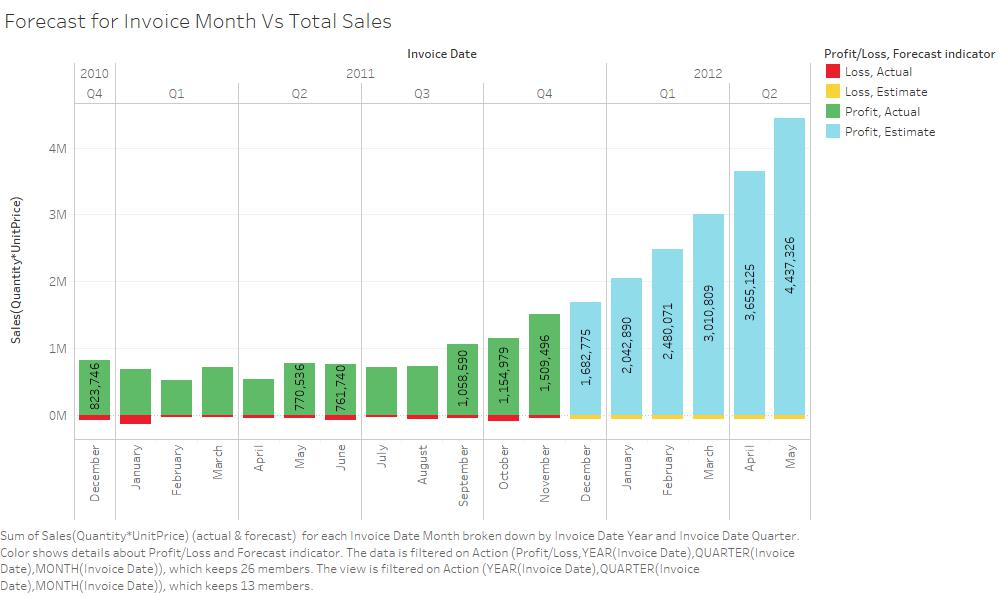 Forecast for Invoice Month Vs Total Sales
Invoice Date
2010 2011 2012
Q4 Q1 Q2 Q3 Q4 Q1 Q2
Profit/Loss, Forecast indicator
Loss, Actual
Loss, Estimate
Profit, Actual
Profit, Estimate
Sales(Quantity*UnitPrice)
4M
3M
2M
1M
0M
823,746
770,536
761,740
1,058,590
1,154,979
1,509,496
1,682,775
2,042,890
2,480,071
3,010,809
3,655,125
4,437,326
December
January
February
March
April
May
June
July
August
September
October
November
December
January
February
March
April
May
Sum of Sales(Quantity*UnitPrice) (actual & forecast)  for each Invoice Date Month broken down by Invoice Date Year and Invoice Date Quarter.
Color shows details about Profit/Loss and Forecast indicator. The data is filtered on Action (Profit/Loss,YEAR(Invoice Date),QUARTER(Invoice
Date),MONTH(Invoice Date)), which keeps 26 members. The view is filtered on Action (YEAR(Invoice Date),QUARTER(Invoice
Date),MONTH(Invoice Date)), which keeps 13 members.